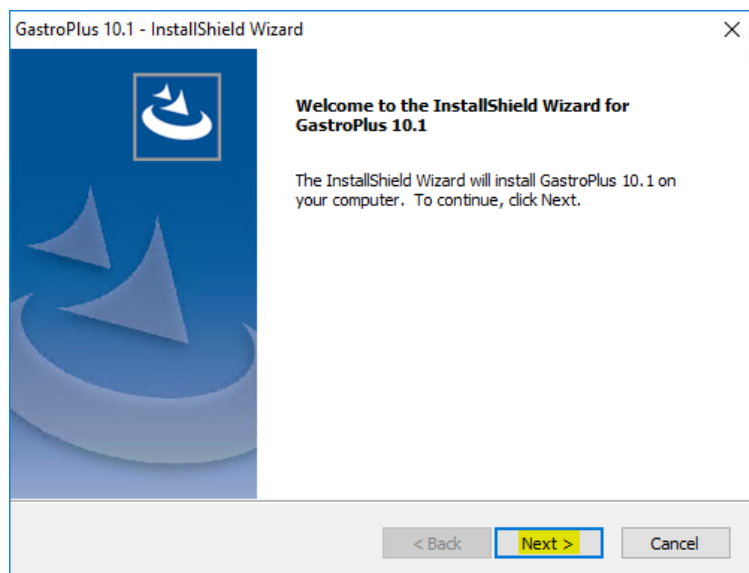 GastroPlus 10.1 - InstallShield Wizard
Welcome to the InstallShield Wizard for
GastroPlus 10.1
The InstallShield Wizard will install GastroPlus 10.1 on
your computer. To continue, click Next.
< Back Next > Cancel